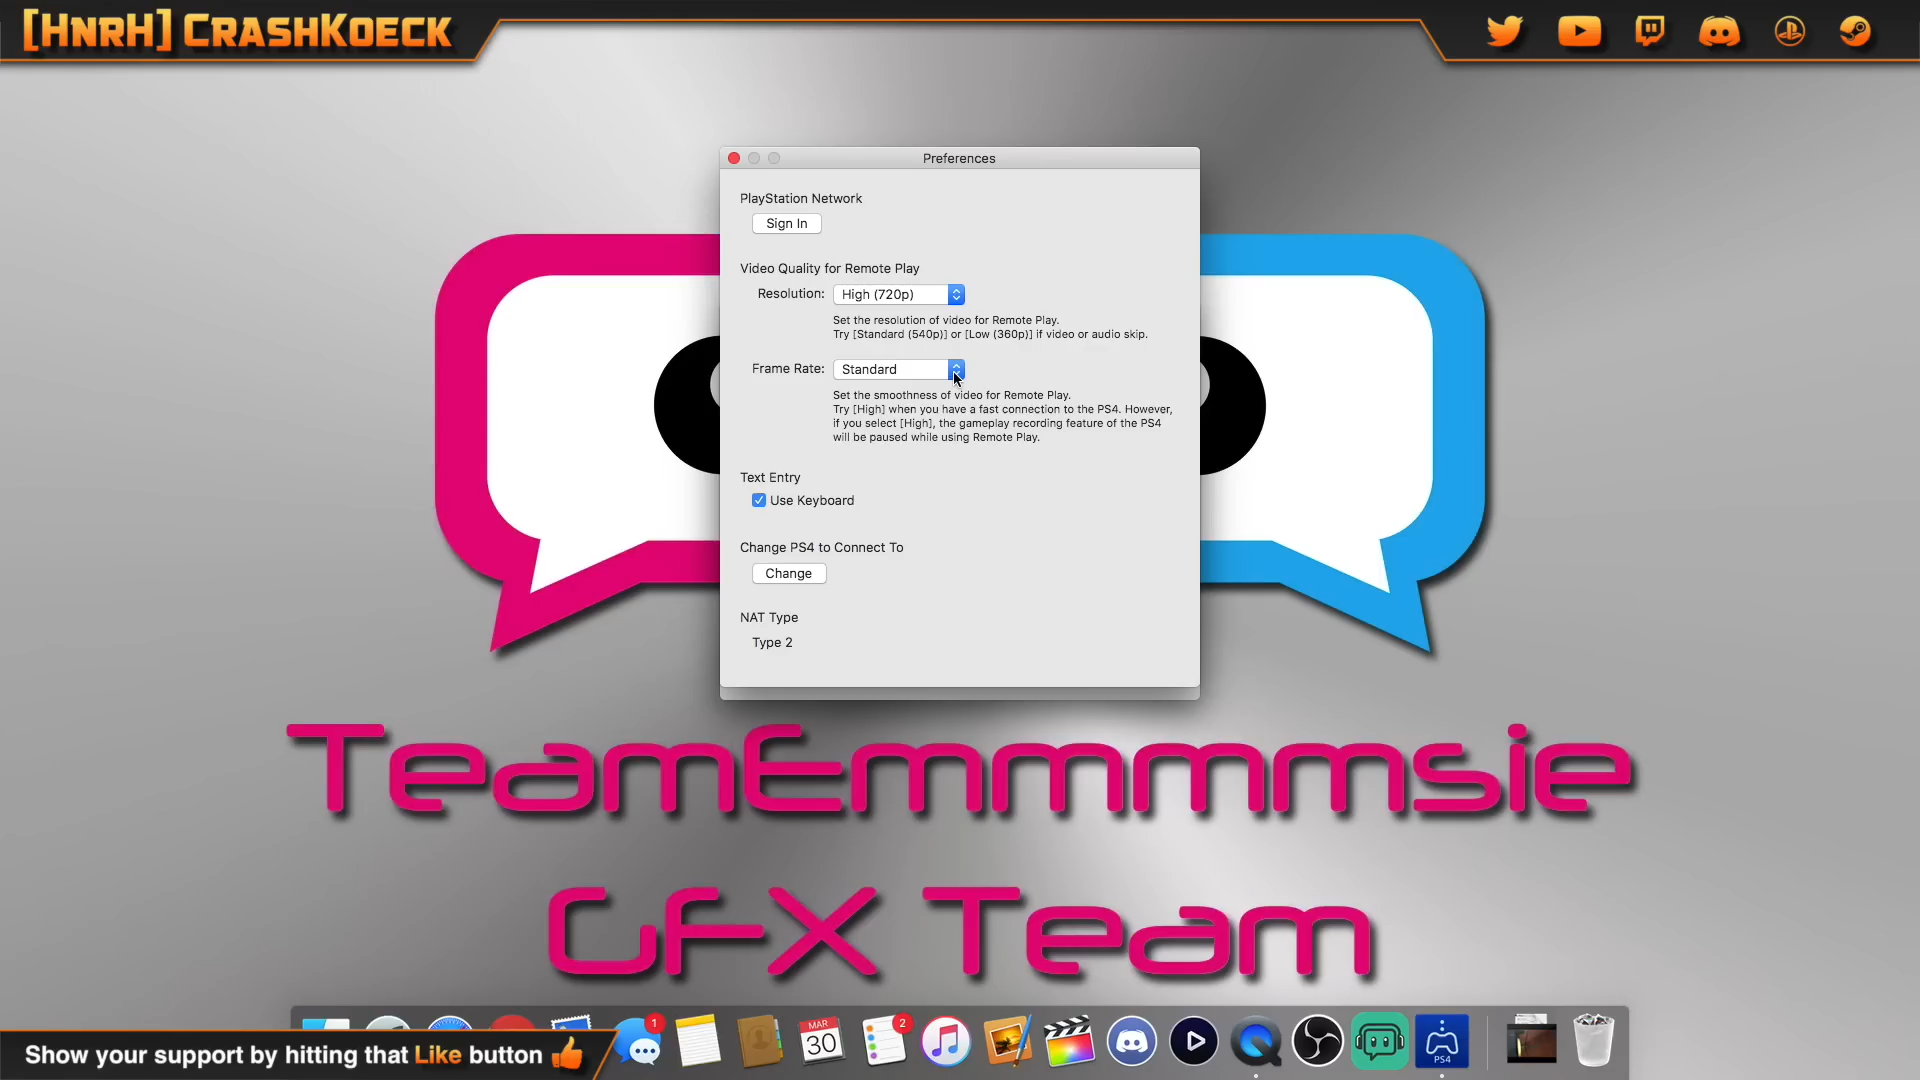 [HnrH] CrashKoeck
Preferences
PlayStation Network
Sign In
Video Quality for Remote Play
Resolution: High (720p)
Set the resolution of video for Remote Play.
Try [Standard (540p)] or [Low (360p)] if video or audio skip.
Frame Rate: Standard
Set the smoothness of video for Remote Play.
Try [High] when you have a fast connection to the PS4. However,
if you select [High], the gameplay recording feature of the PS4
will be paused while using Remote Play.
Text Entry
Use Keyboard
Change PS4 to Connect To
Change
NAT Type
Type 2
TeamEmmmmsie
GFX Team
1
MAR
30
2
PS4
Show your support by hitting that Like button